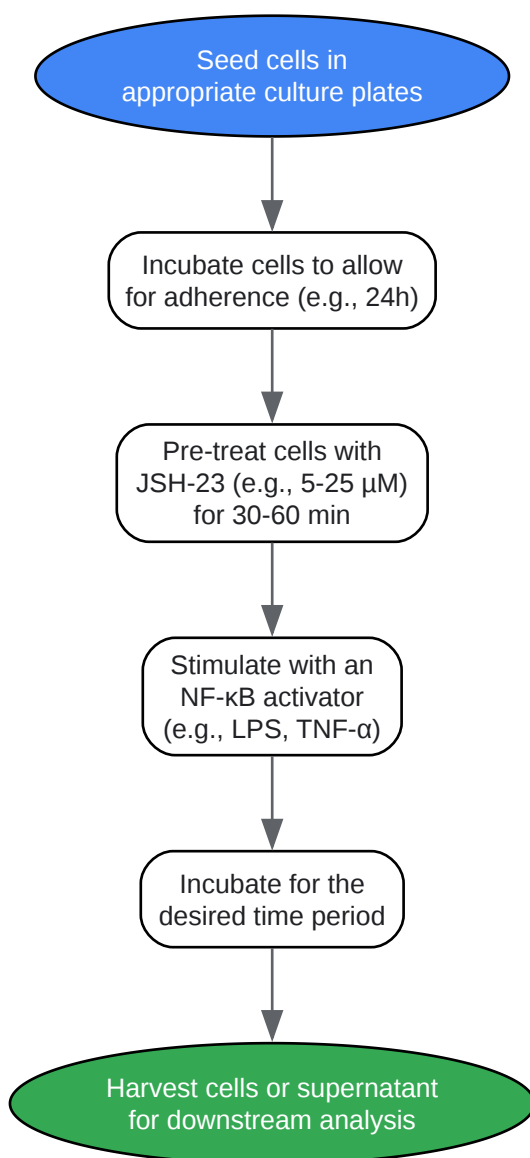 Seed cells in
appropriate culture plates
Incubate cells to allow
for adherence (e.g., 24h)
Pre-treat cells with
JSH-23 (e.g., 5-25 µM)
for 30-60 min
Stimulate with an
NF-κB activator
(e.g., LPS, TNF-α)
Incubate for the
desired time period
Harvest cells or supernatant
for downstream analysis